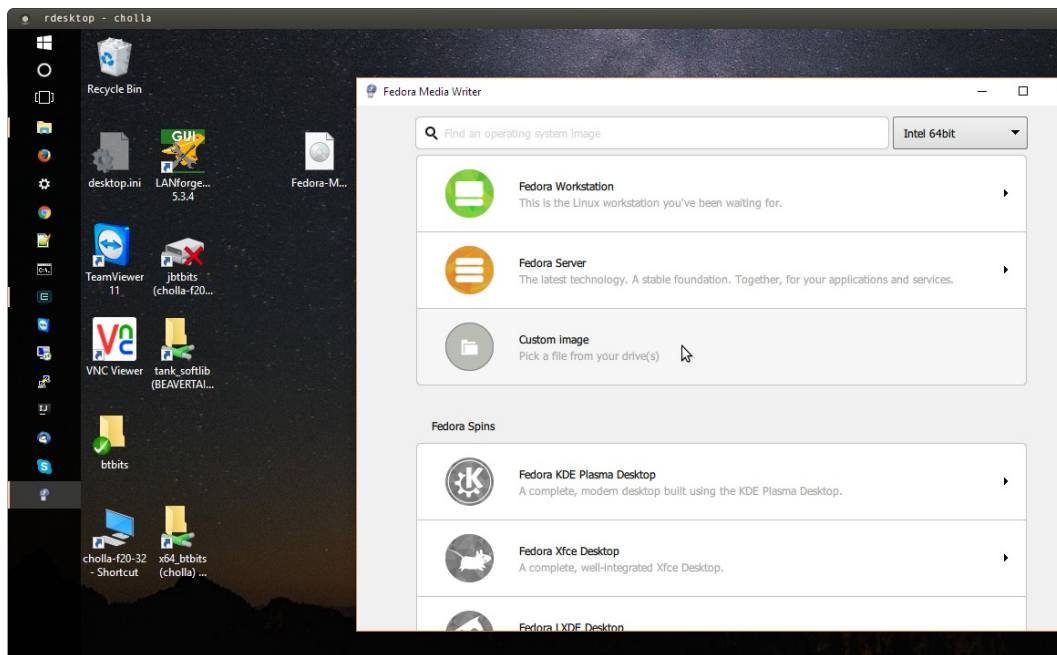 rdesktop - cholla
Recycle Bin
desktop.ini
GUI
LANforge...
5.3.4
Fedora-M...
TeamViewer
11
jbtbits
(cholla-f20...
VNC Viewer
tank_softlib
(BEAVERTAI...
btbits
cholla-f20-32
- Shortcut
x64_btbits
(cholla) ...
Fedora Media Writer
Find an operating system image
Intel 64bit
Fedora Workstation
This is the Linux workstation you've been waiting for.
Fedora Server
The latest technology. A stable foundation. Together, for your applications and services.
Custom image
Pick a file from your drive(s)
Fedora Spins
Fedora KDE Plasma Desktop
A complete, modern desktop built using the KDE Plasma Desktop.
Fedora Xfce Desktop
A complete, well-integrated Xfce Desktop.
Fedora LXDE Desktop